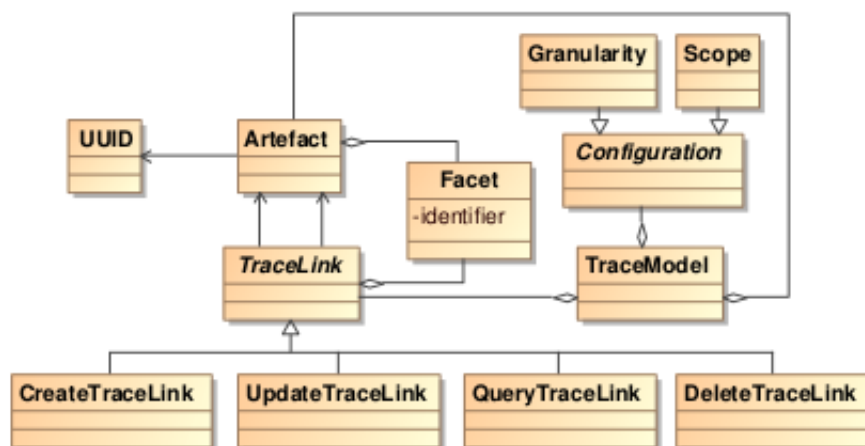 Granularity
Scope
UUID
Artefact
Configuration
Facet
-identifier
TraceLink
TraceModel
CreateTraceLink
UpdateTraceLink
QueryTraceLink
DeleteTraceLink